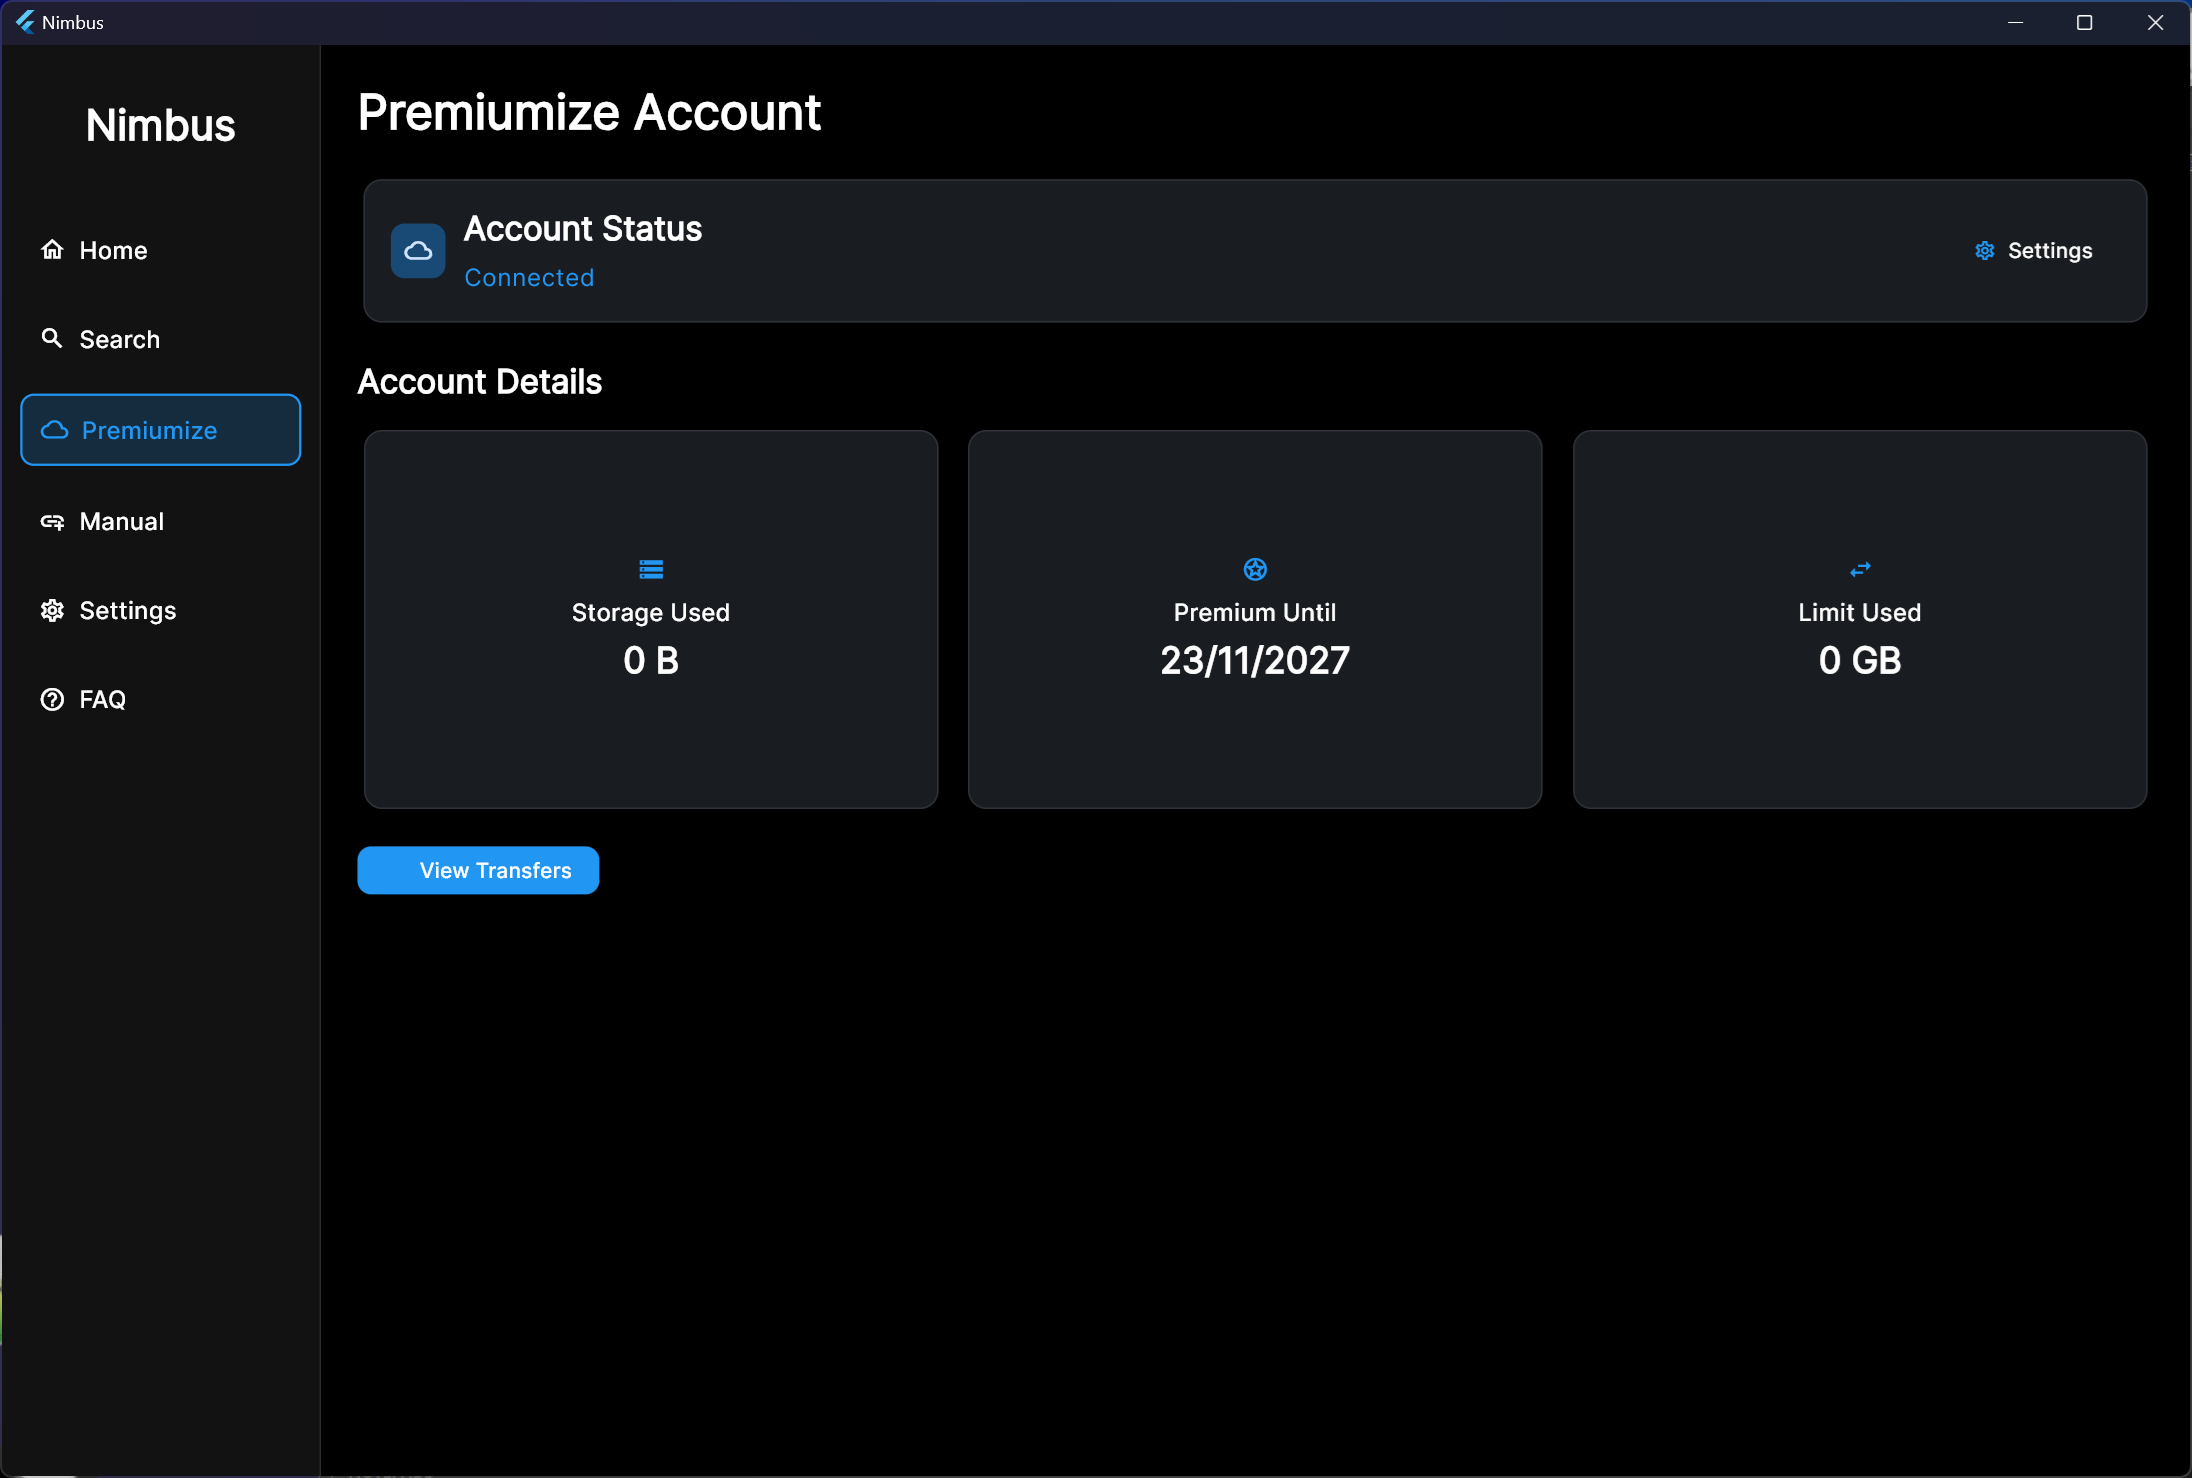 Nimbus
Nimbus
Home
Search
Premiumize
Manual
Settings
FAQ
Premiumize Account
Account Status
Connected
Settings
Account Details
Storage Used
0 B
Premium Until
23/11/2027
Limit Used
0 GB
View Transfers